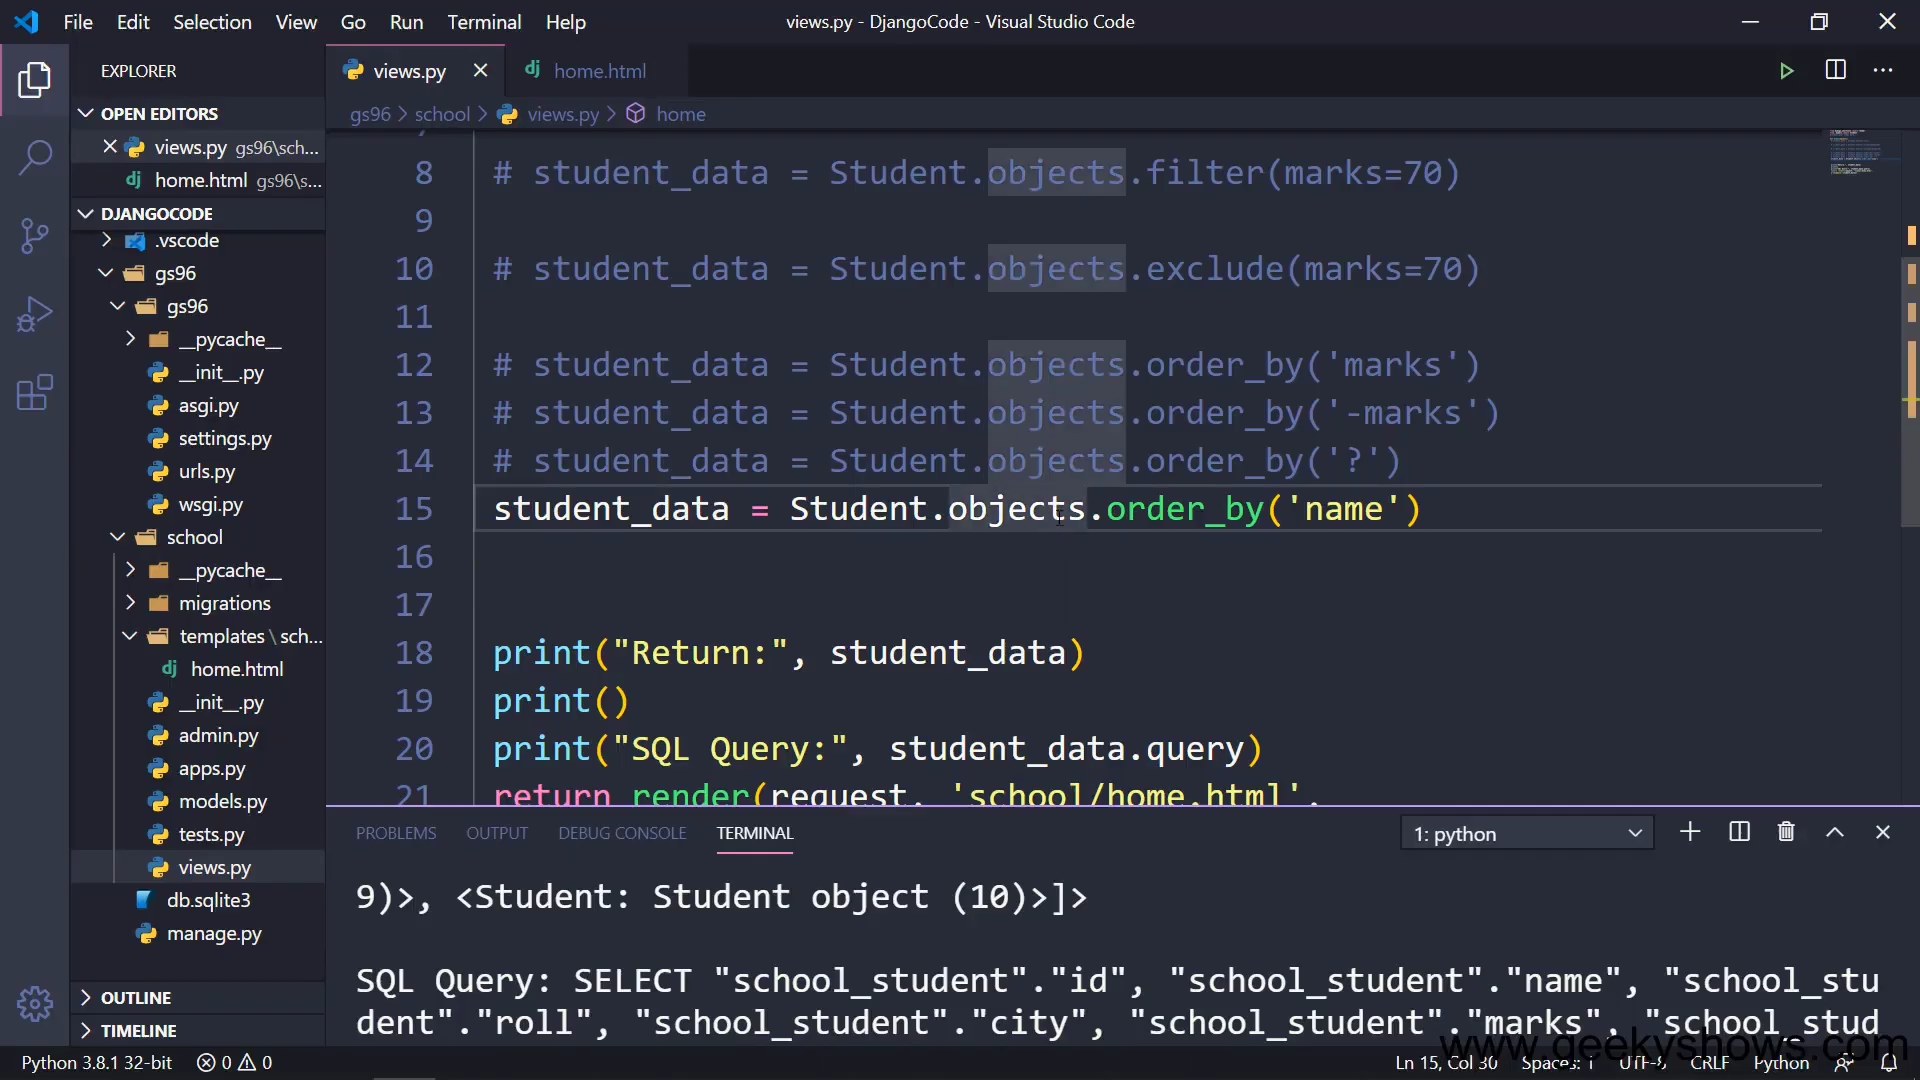 File Edit Selection View Go Run Terminal Help
views.py - DjangoCode - Visual Studio Code
EXPLORER
OPEN EDITORS
views.py gs96\sch...
home.html gs96\s...
DJANGOCODE
.vscode
gs96
gs96
__pycache__
__init__.py
asgi.py
settings.py
urls.py
wsgi.py
school
__pycache__
migrations
templates\sch...
home.html
__init__.py
admin.py
apps.py
models.py
tests.py
views.py
db.sqlite3
manage.py
OUTLINE
TIMELINE
views.py
home.html
gs96 > school > views.py > home
8 # student_data = Student.objects.filter(marks=70)
9
10 # student_data = Student.objects.exclude(marks=70)
11
12 # student_data = Student.objects.order_by('marks')
13 # student_data = Student.objects.order_by('-marks')
14 # student_data = Student.objects.order_by('?')
15 student_data = Student.objects.order_by('name')
16
17
18 print("Return:", student_data)
19 print()
20 print("SQL Query:", student_data.query)
21 return render(request, 'school/home.html',
PROBLEMS OUTPUT DEBUG CONSOLE TERMINAL
1: python
9)>, <Student: Student object (10)>]>
SQL Query: SELECT "school_student"."id", "school_student"."name", "school_stu
dent"."roll", "school_student"."city", "school_student"."marks", "school_stud
www.geekyshows.com
Python 3.8.1 32-bit 0 0
Ln 15, Col 30 UTF-8 CRLF Python